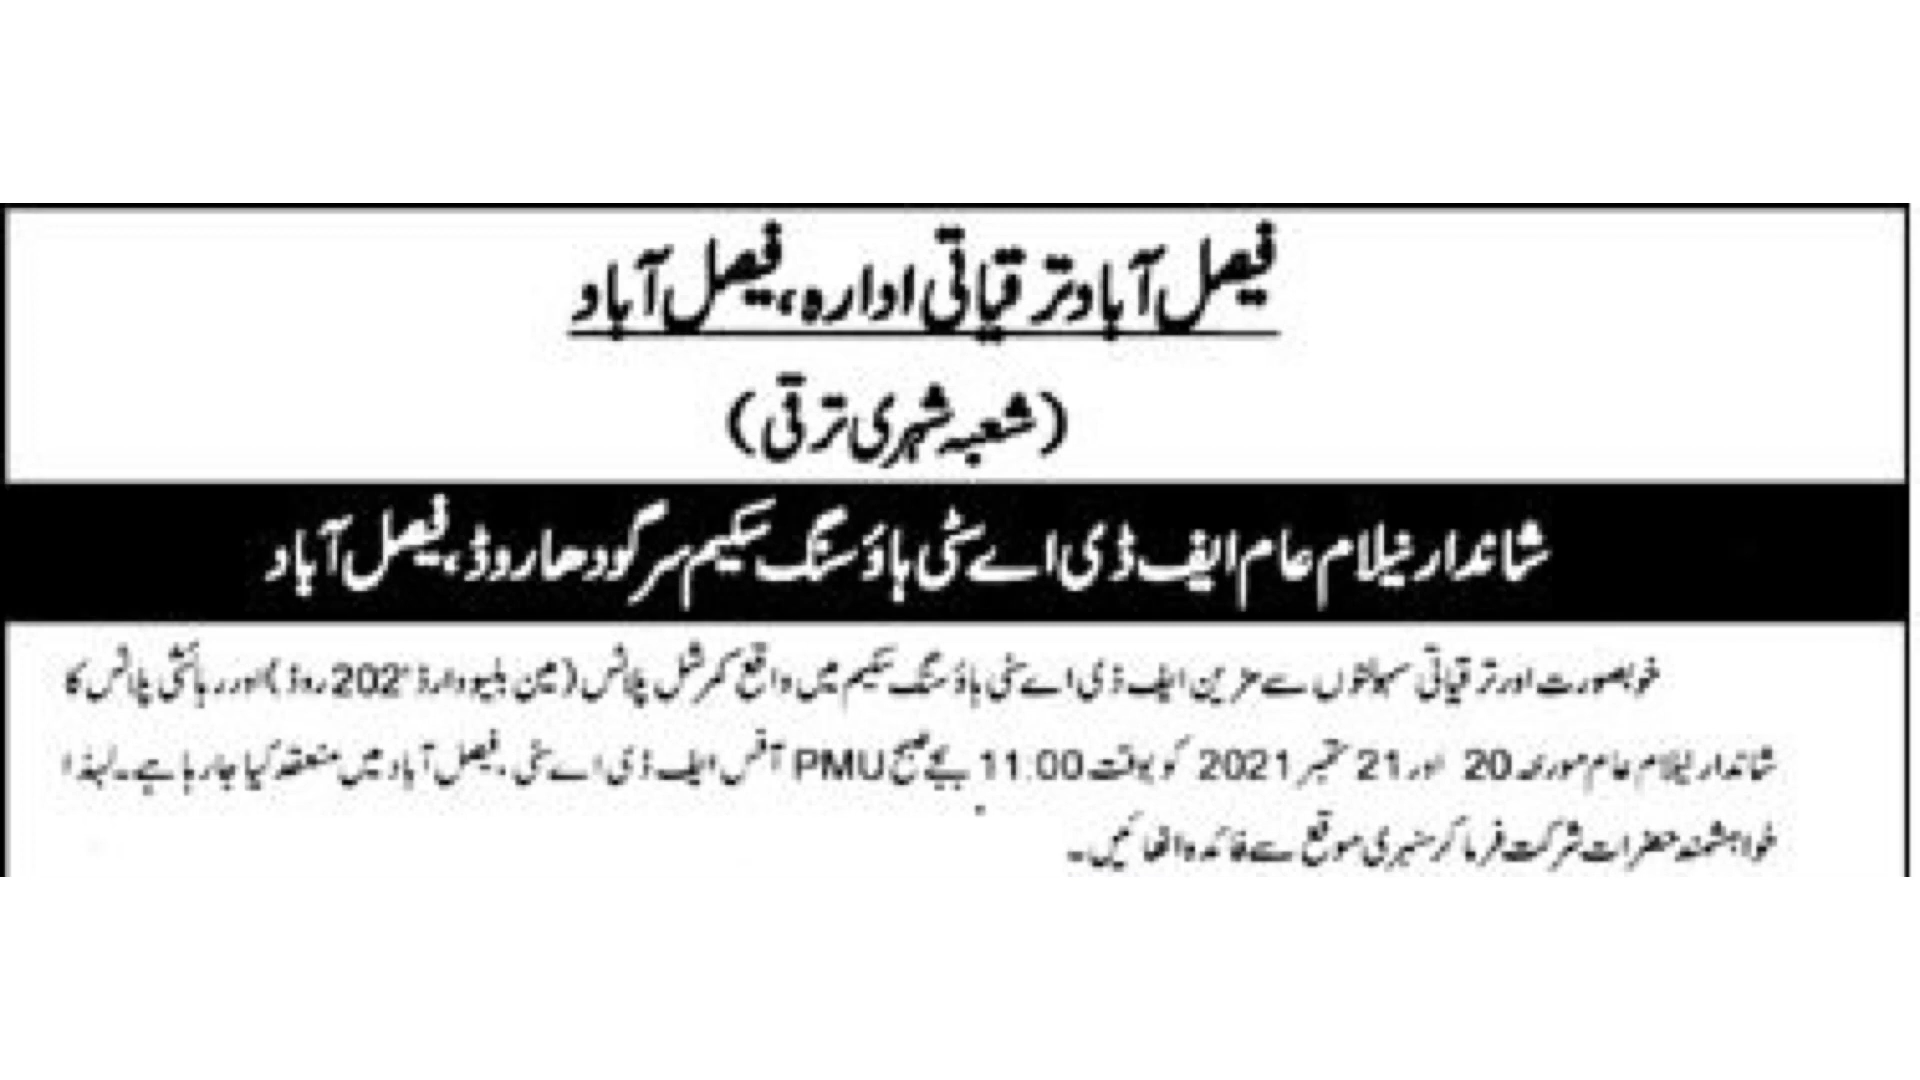 فیصل آباد ترقیاتی ادارہ، فیصل آباد
(شعبہ شہری ترقی)
شاندار نیلام عام ایف ڈی اے سٹی ہاؤسنگ سکیم سرگودھا روڈ، فیصل آباد
خوبصورت اور ترقیاتی سہولتوں سے مزین ایف ڈی اے سٹی ہاؤسنگ سکیم میں واقع کمرشل پلاٹس (مین بلیووارڈ '202 روڈ) اور رہائشی پلاٹس کا
شاندار نیلام عام مورخہ 20 اور 21 ستمبر 2021 کو بوقت 11:00 بجے صبح PMU آفس ایف ڈی اے سٹی، فیصل آباد میں منعقد کیا جا رہا ہے۔ لہٰذا
خواہشمند حضرات شرکت فرما کر سنہری موقع سے فائدہ اٹھائیں۔